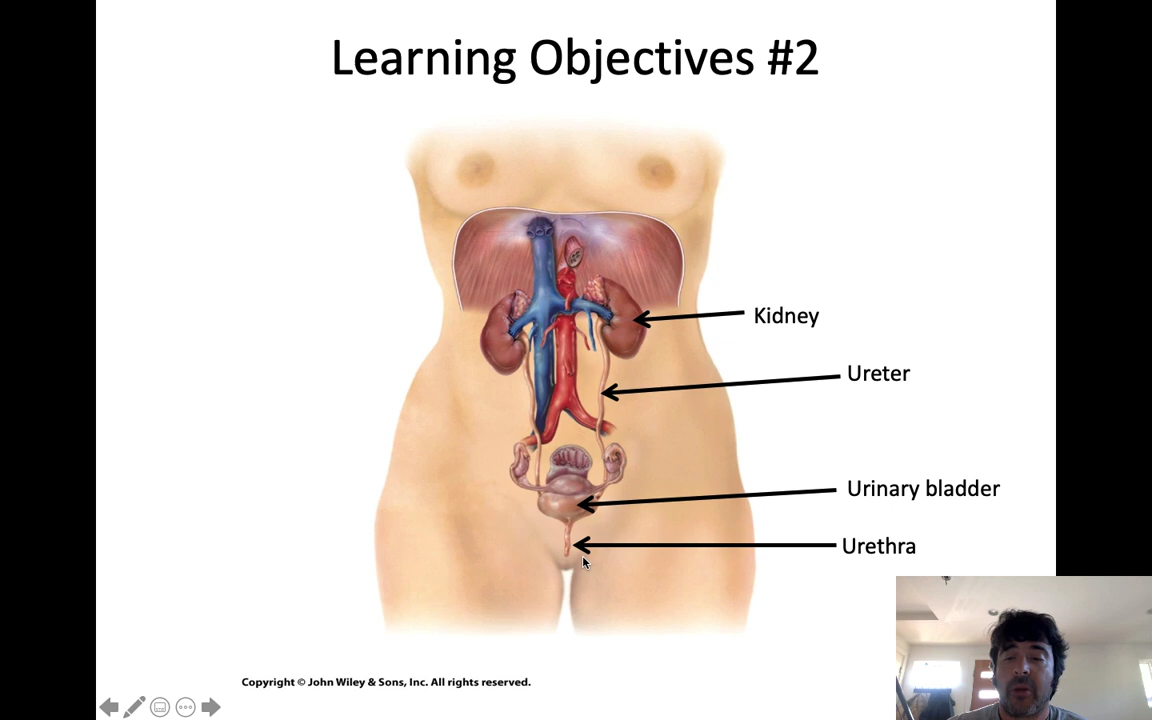 Learning Objectives #2
Kidney
Ureter
Urinary bladder
Urethra
Copyright © John Wiley & Sons, Inc. All rights reserved.